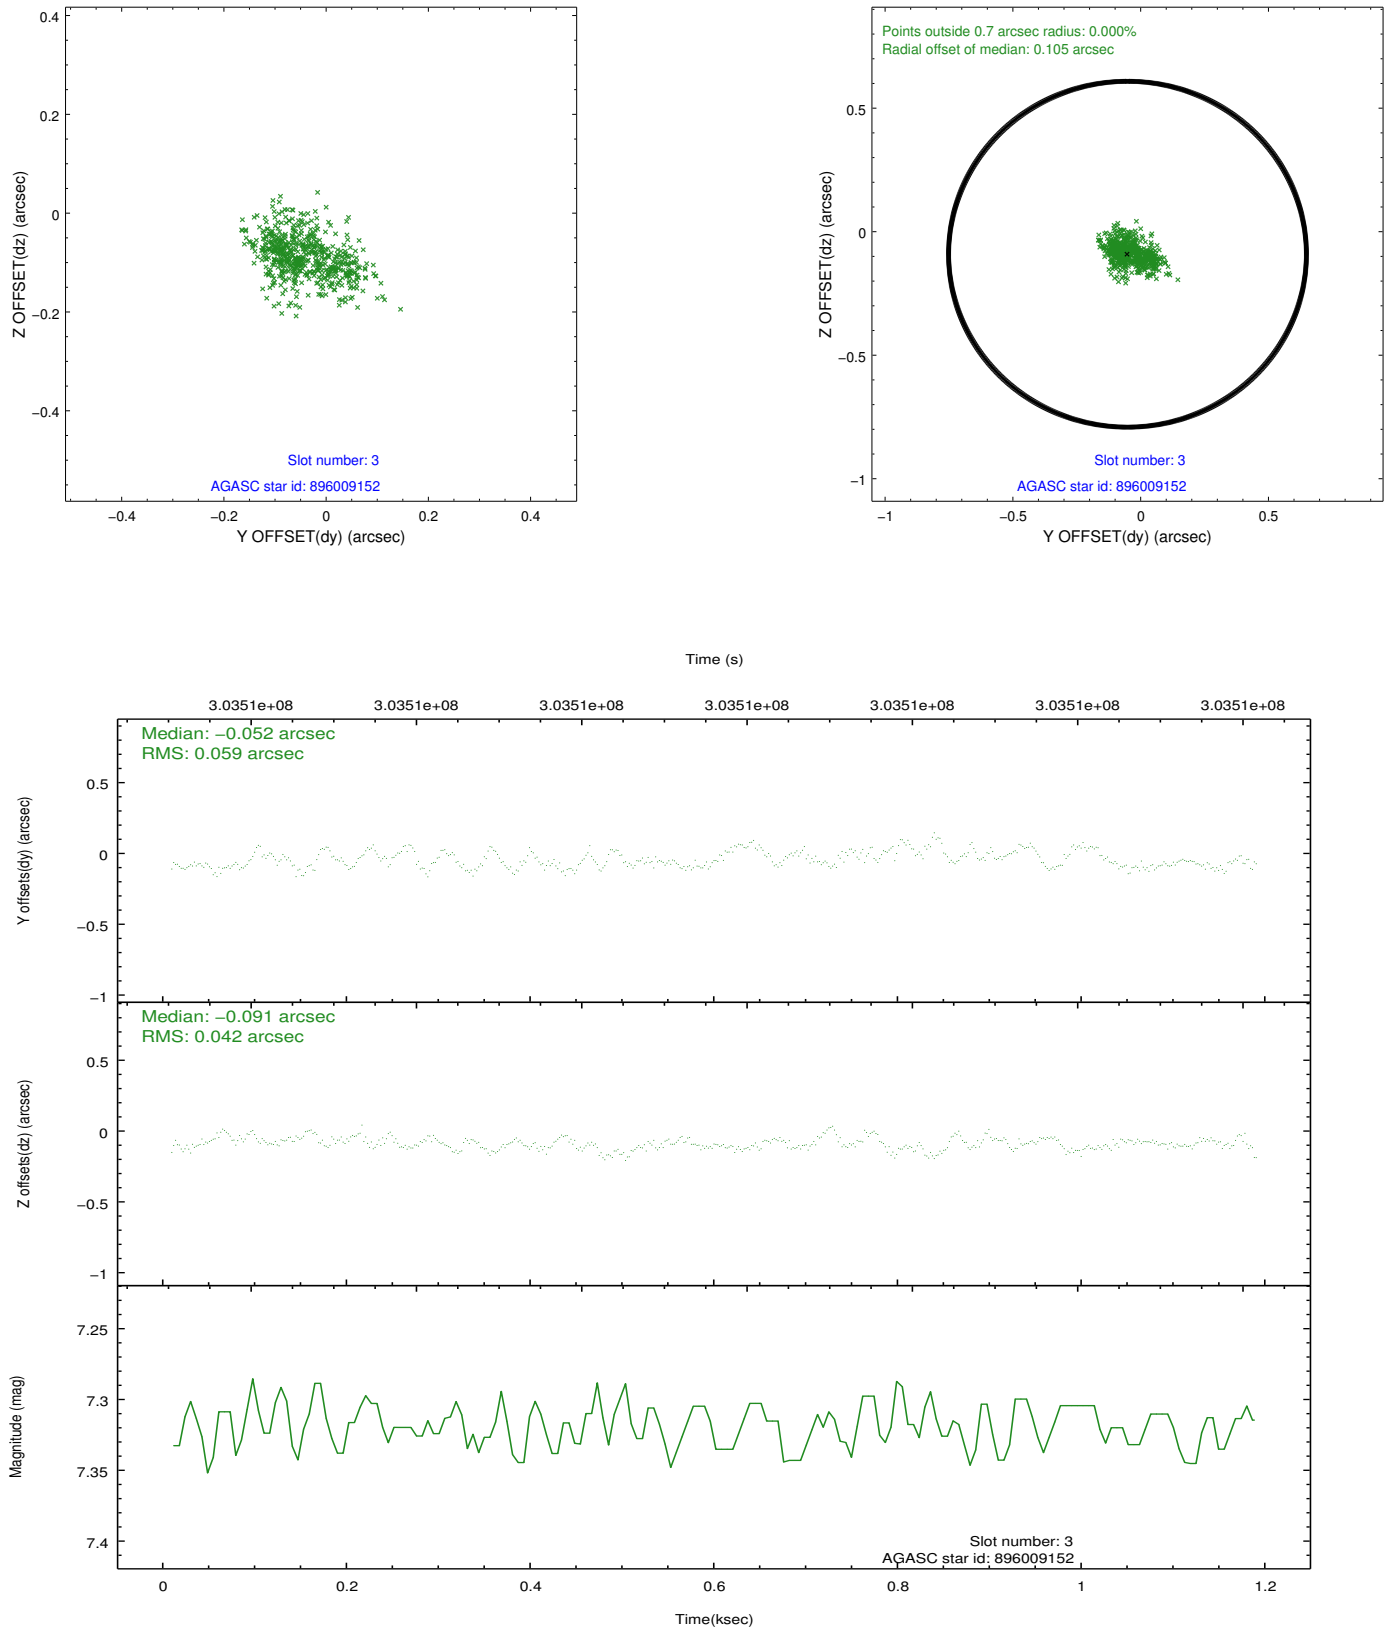 0.4
0.2
0
−0.2
−0.4
Z OFFSET(dz) (arcsec)
Slot number: 3
AGASC star id: 896009152
−0.4
−0.2
0
0.2
0.4
Y OFFSET(dy) (arcsec)
Points outside 0.7 arcsec radius: 0.000%
Radial offset of median: 0.105 arcsec
0.5
0
−0.5
−1
Z OFFSET(dz) (arcsec)
Slot number: 3
AGASC star id: 896009152
−1
−0.5
0
0.5
Y OFFSET(dy) (arcsec)
Time (s)
3.0351e+08
3.0351e+08
3.0351e+08
3.0351e+08
3.0351e+08
3.0351e+08
3.0351e+08
Median: −0.052 arcsec
RMS: 0.059 arcsec
0.5
0
−0.5
−1
Y offsets(dy) (arcsec)
Median: −0.091 arcsec
RMS: 0.042 arcsec
0.5
0
−0.5
−1
Z offsets(dz) (arcsec)
7.25
7.3
7.35
7.4
Magnitude (mag)
Slot number: 3
AGASC star id: 896009152
0
0.2
0.4
0.6
0.8
1
1.2
Time(ksec)